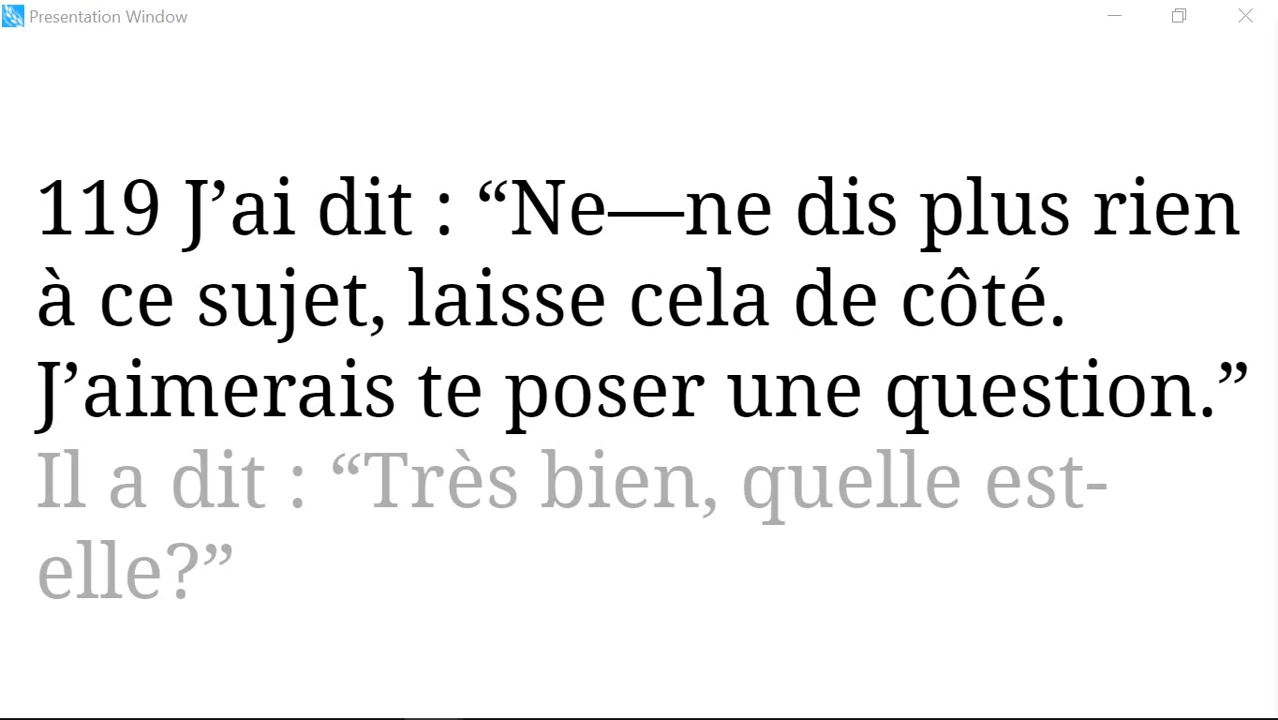 Presentation Window
119 J’ai dit : “Ne—ne dis plus rien
à ce sujet, laisse cela de côté.
J’aimerais te poser une question.”
Il a dit : “Très bien, quelle est-
elle?”